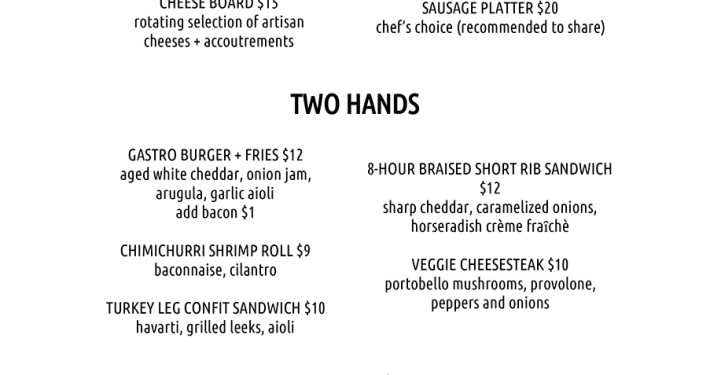 CHEESE BOARD $15
rotating selection of artisan
cheeses + accoutrements
SAUSAGE PLATTER $20
chef's choice (recommended to share)
TWO HANDS
GASTRO BURGER + FRIES $12
aged white cheddar, onion jam,
arugula, garlic aioli
add bacon $1
CHIMICHURRI SHRIMP ROLL $9
baconnaise, cilantro
TURKEY LEG CONFIT SANDWICH $10
havarti, grilled leeks, aioli
8-HOUR BRAISED SHORT RIB SANDWICH
$12
sharp cheddar, caramelized onions,
horseradish crème fraîchè
VEGGIE CHEESESTEAK $10
portobello mushrooms, provolone,
peppers and onions